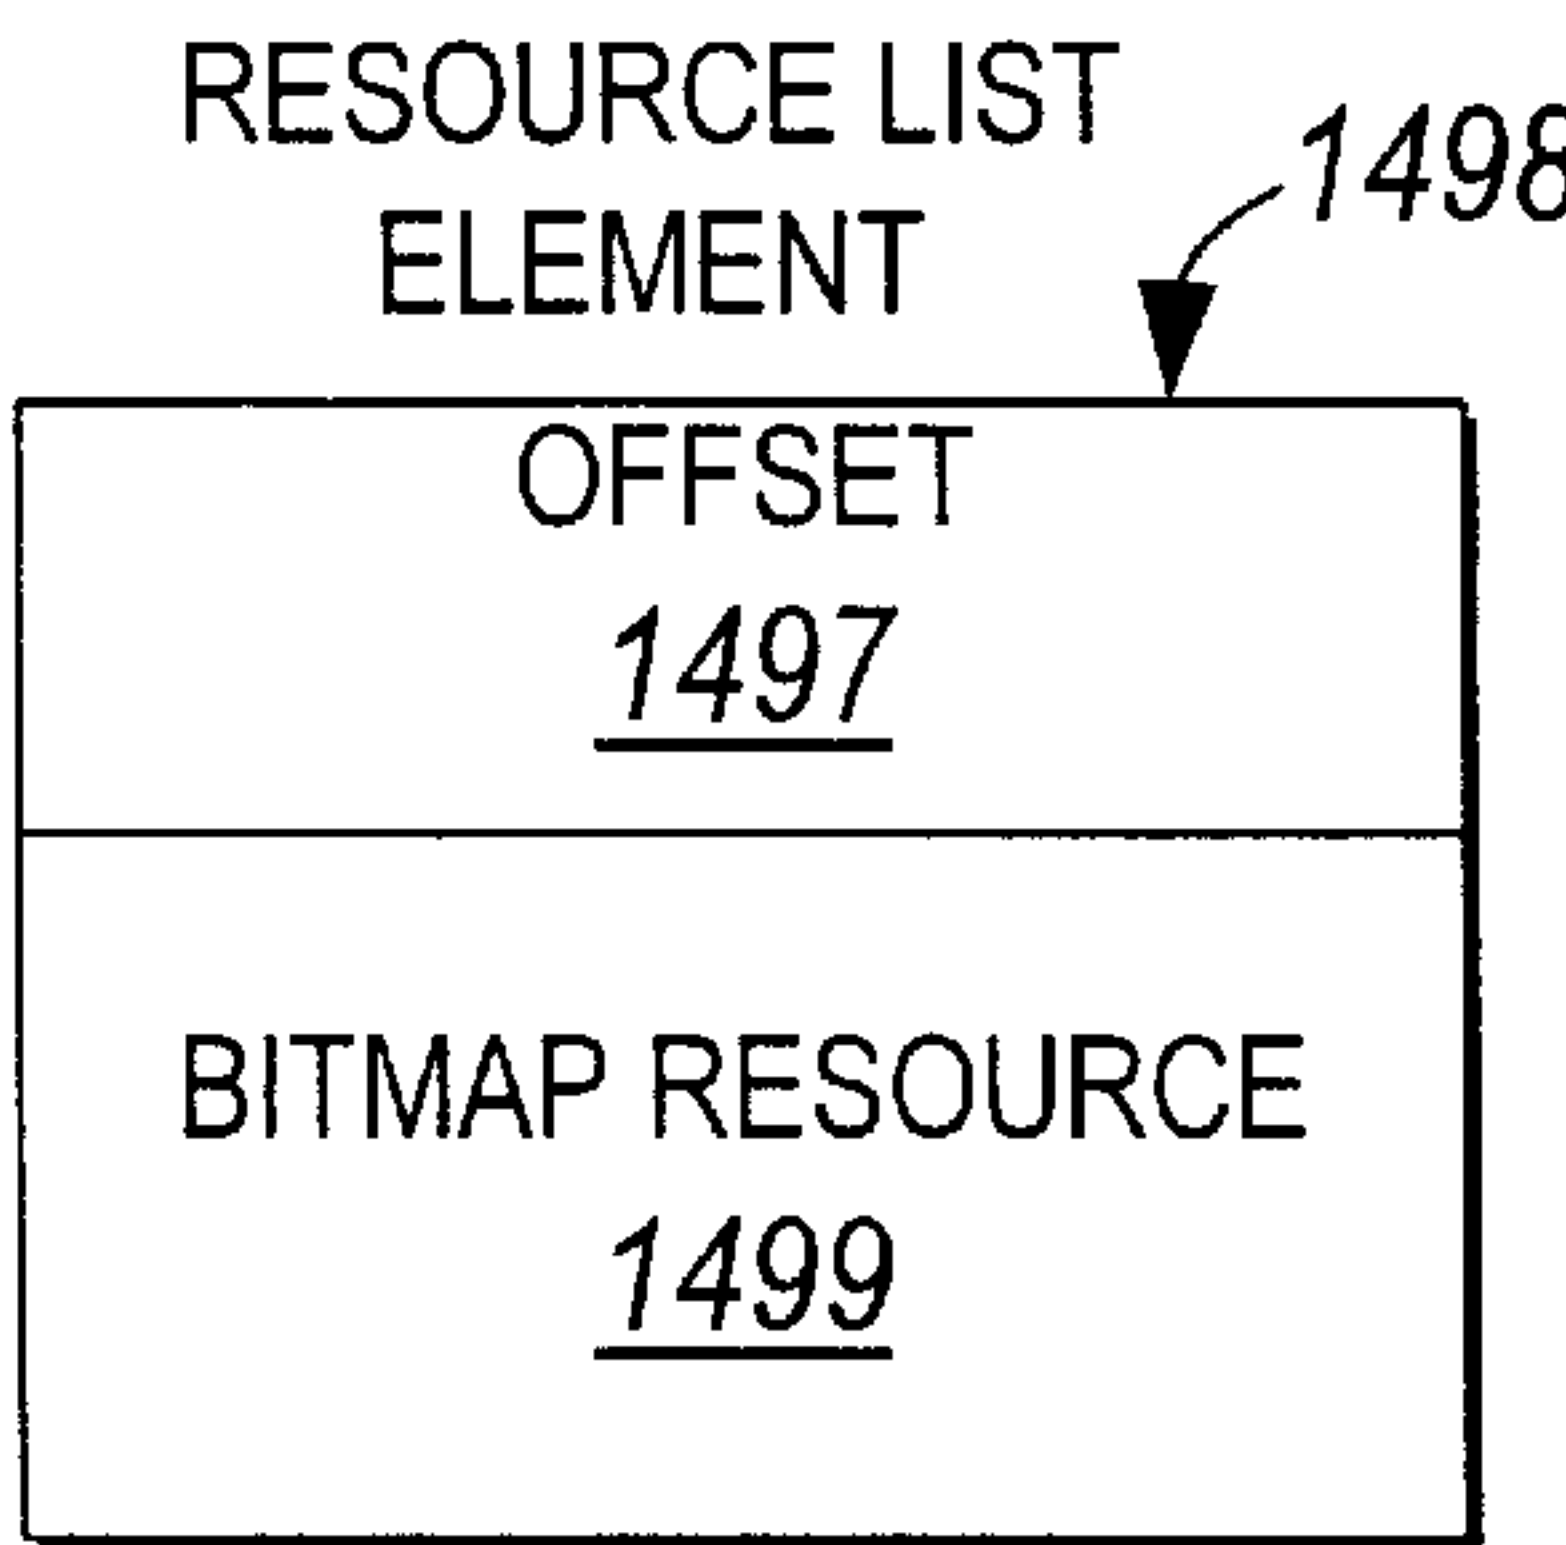 RESOURCE LIST
1498
ELEMENT
OFFSET
1497
BITMAP RESOURCE
1499